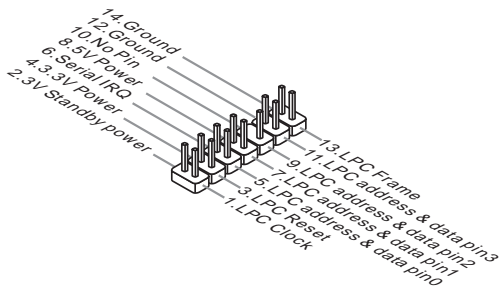 14.Ground
12.Ground
10.No Pin
8.5V Power
6.Serial IRQ
4.3.3V Power
2.3V Standby power
13.LPC Frame
11.LPC address & data pin3
9.LPC address & data pin2
7.LPC address & data pin1
5.LPC address & data pin0
3.LPC Reset
1.LPC Clock